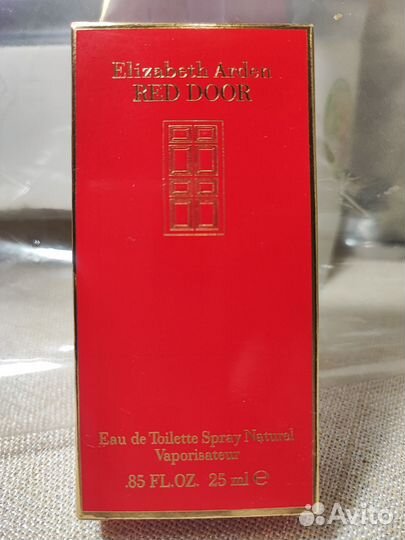 Elizabeth Arden
RED DOOR
Eau de Toilette Spray Natural
Vaporisateur
.85 FL.OZ. 25 ml ℮
Avito